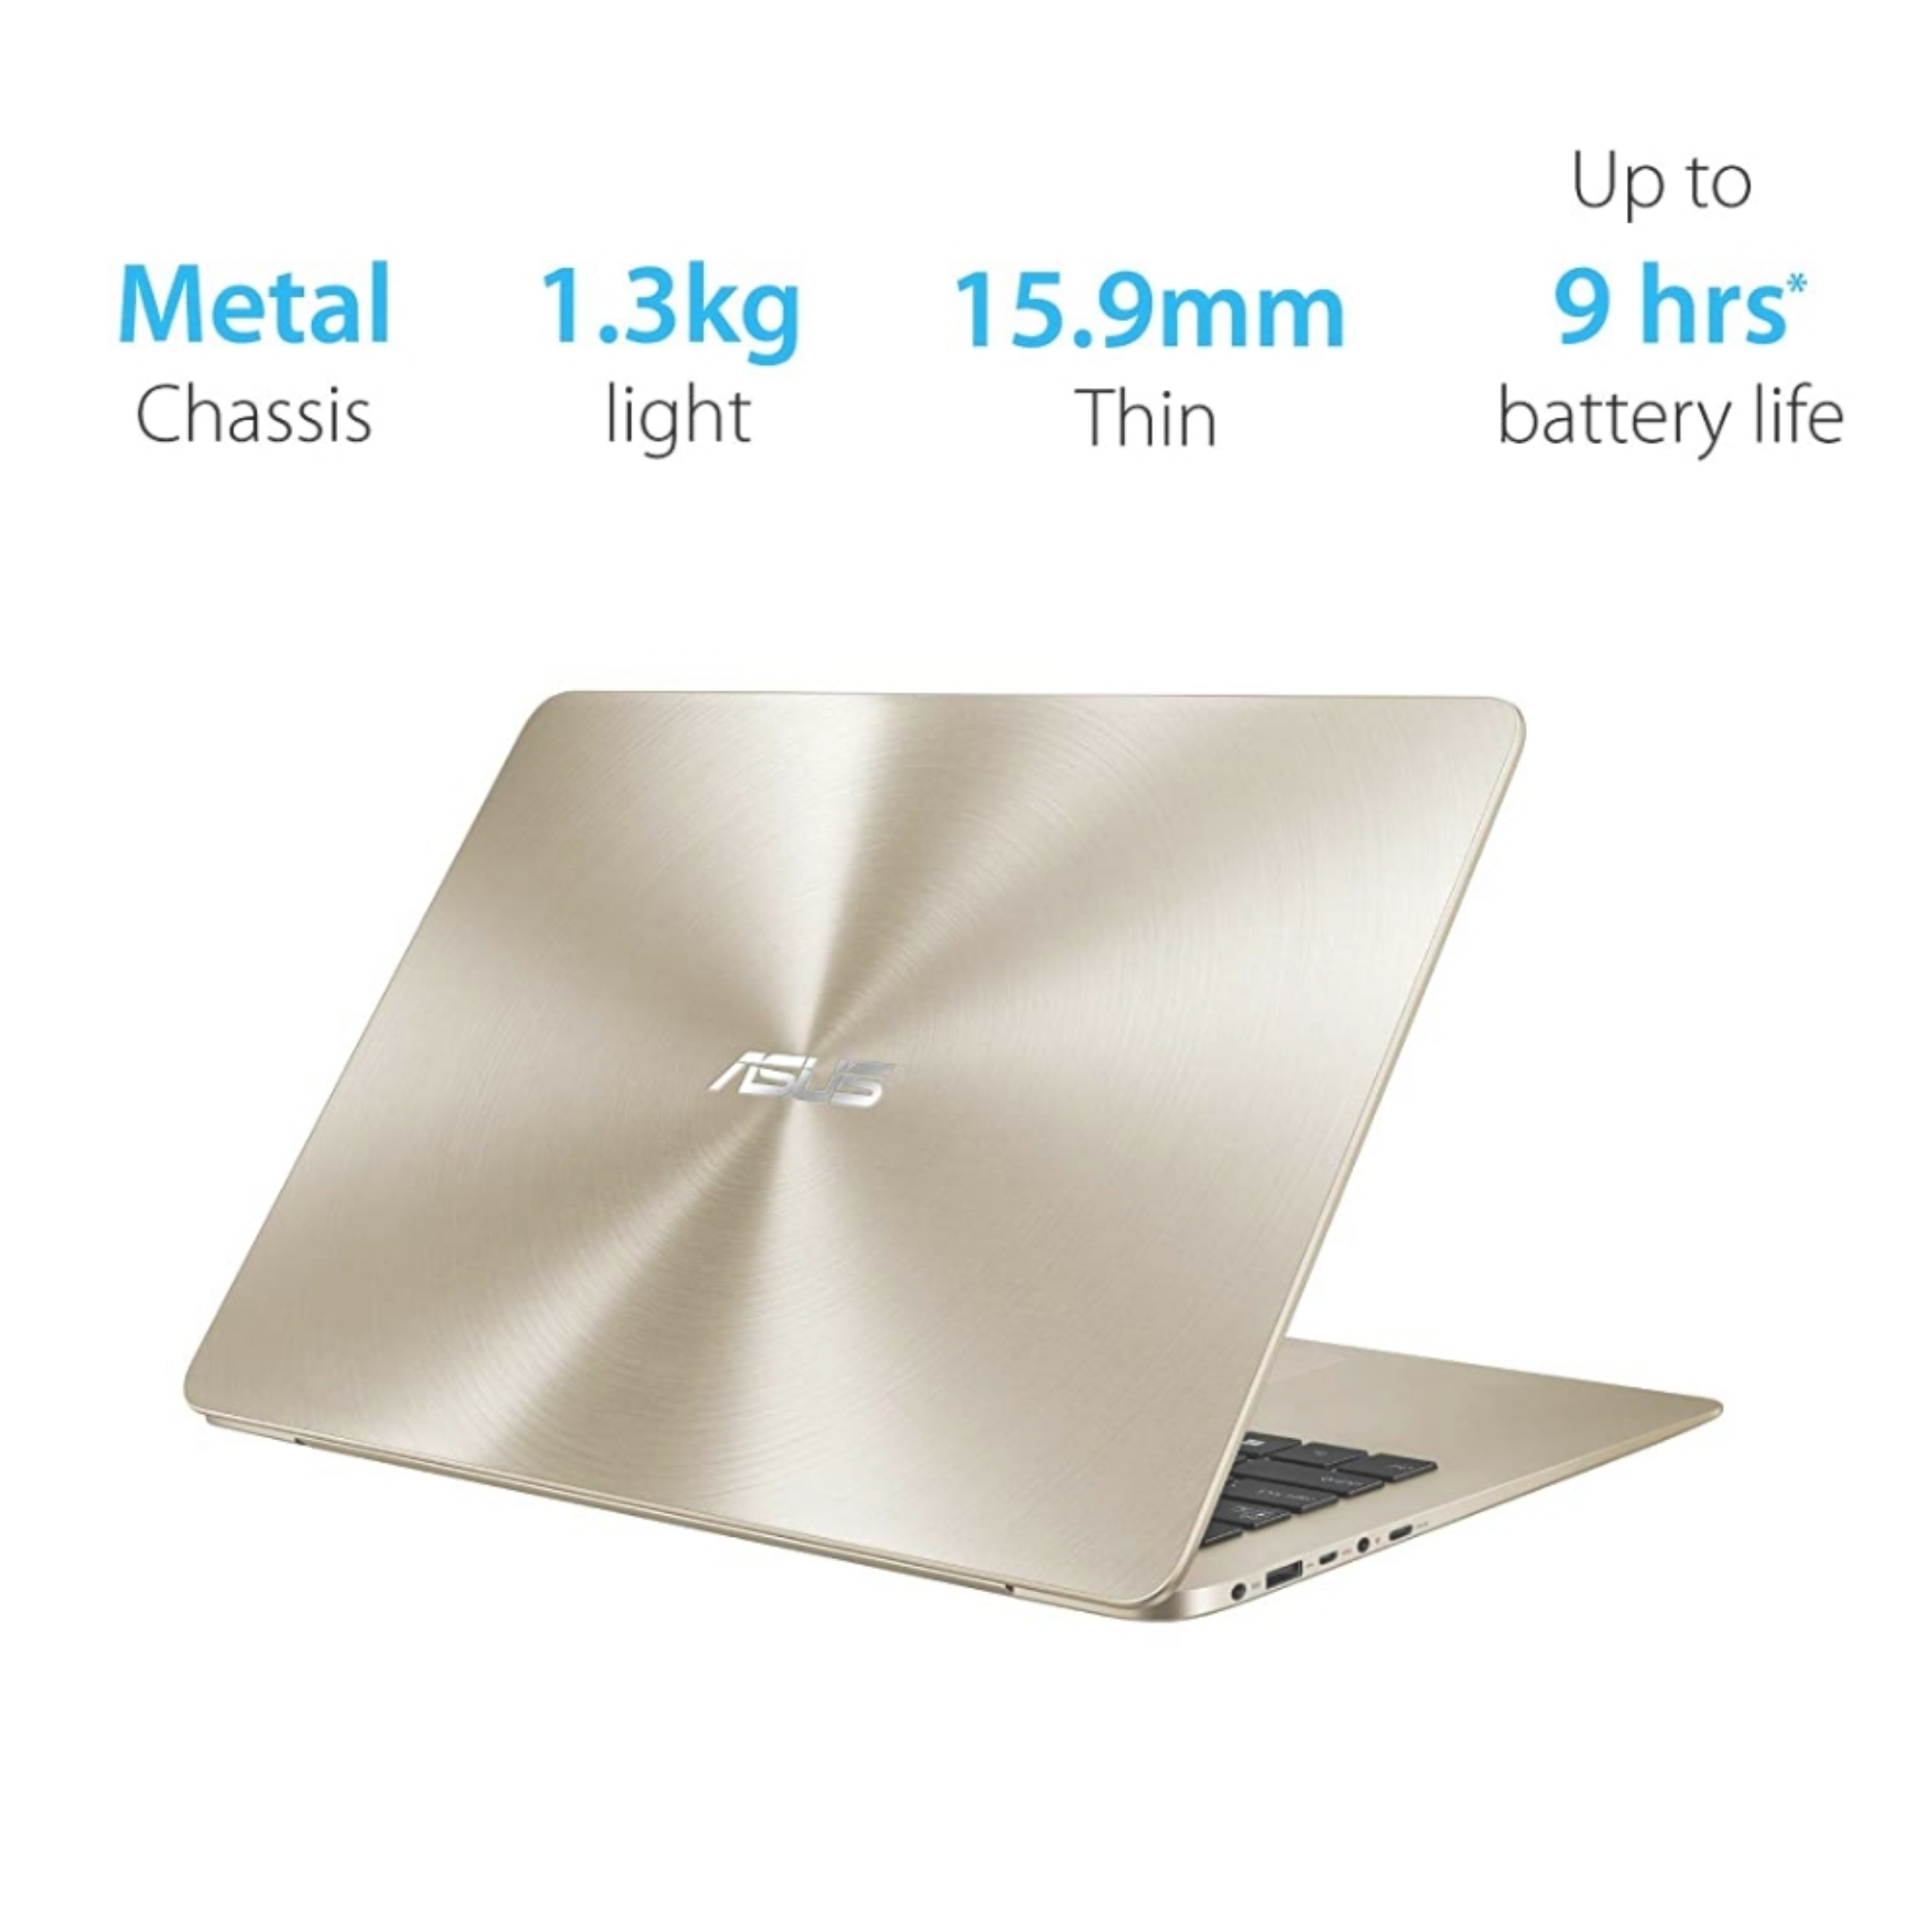 Metal
Chassis
1.3kg
light
15.9mm
Thin
Up to
9 hrs*
battery life
ASUS